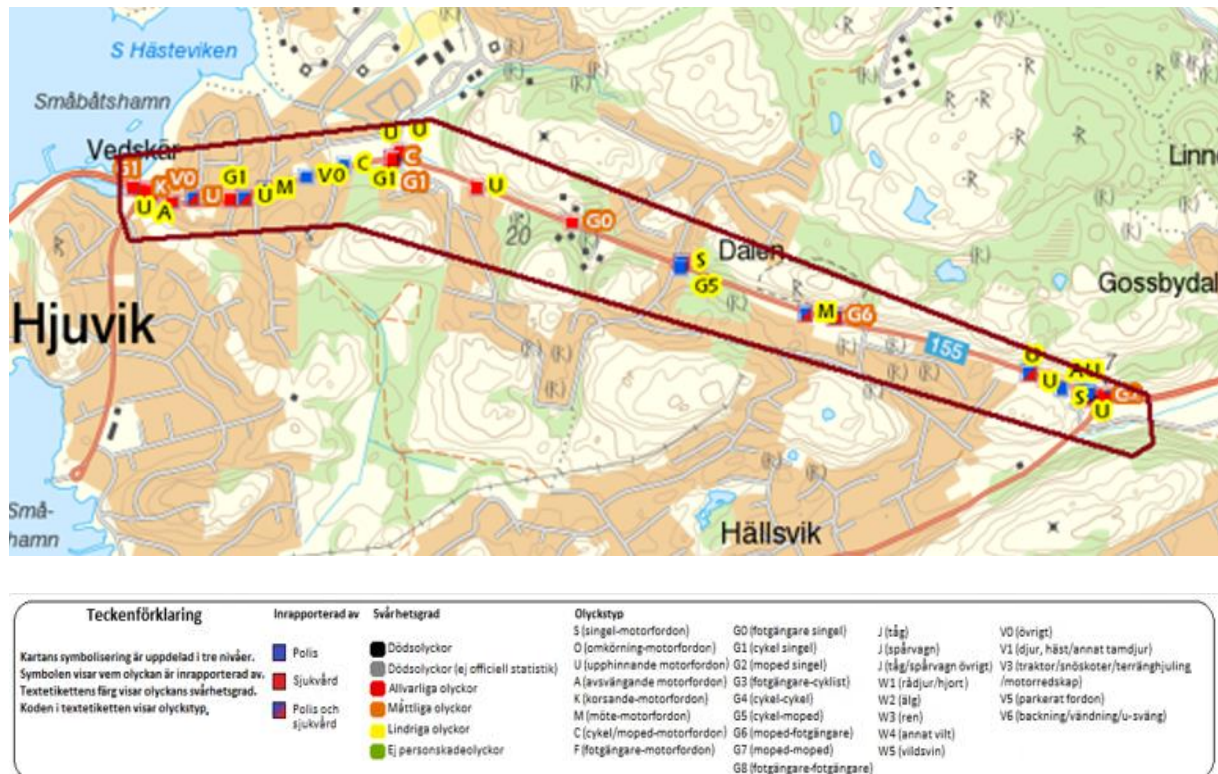 S Hästeviken
Småbåtshamn
Vedskär
U U
G1
K V0
U
G1
U M
V0
C
G1
C
G1
U
U A
Linn
20
G0
S
Dalen
G5
Gossbydal
M
G6
Hjuvik
155
7
U
AU
S
U
Små-
hamn
Hällsvik
Teckenförklaring
Kartans symbolisering är uppdelad i tre nivåer.
Symbolen visar vem olyckan är inrapporterad av.
Textetikettens färg visar olyckans svårhetsgrad.
Koden i textetiketten visar olyckstyp.
Inrapporterad av
Polis
Sjukvård
Polis och
sjukvård
Svårhetsgrad
Dödsolyckor
Dödsolyckor (ej officiell statistik)
Allvarliga olyckor
Måttliga olyckor
Lindriga olyckor
Ej personskadeolyckor
Olyckstyp
S (singel-motorfordon)
O (omkörning-motorfordon)
U (upphinnande motorfordon)
A (avsvängande motorfordon)
K (korsande-motorfordon)
M (möte-motorfordon)
C (cykel/moped-motorfordon)
F (fotgängare-motorfordon)
G0 (fotgängare singel)
G1 (cykel singel)
G2 (moped singel)
G3 (fotgängare-cyklist)
G4 (cykel-cykel)
G5 (cykel-moped)
G6 (moped-fotgängare)
G7 (moped-moped)
G8 (fotgängare-fotgängare)
J (tåg)
J (spårvagn)
J (tåg/spårvagn övrigt)
W1 (rådjur/hjort)
W2 (älg)
W3 (ren)
W4 (annat vilt)
W5 (vildsvin)
V0 (övrigt)
V1 (djur, häst/annat tamdjur)
V3 (traktor/snöskoter/terränghjuling
/motorredskap)
V5 (parkerat fordon)
V6 (backning/vändning/u-sväng)